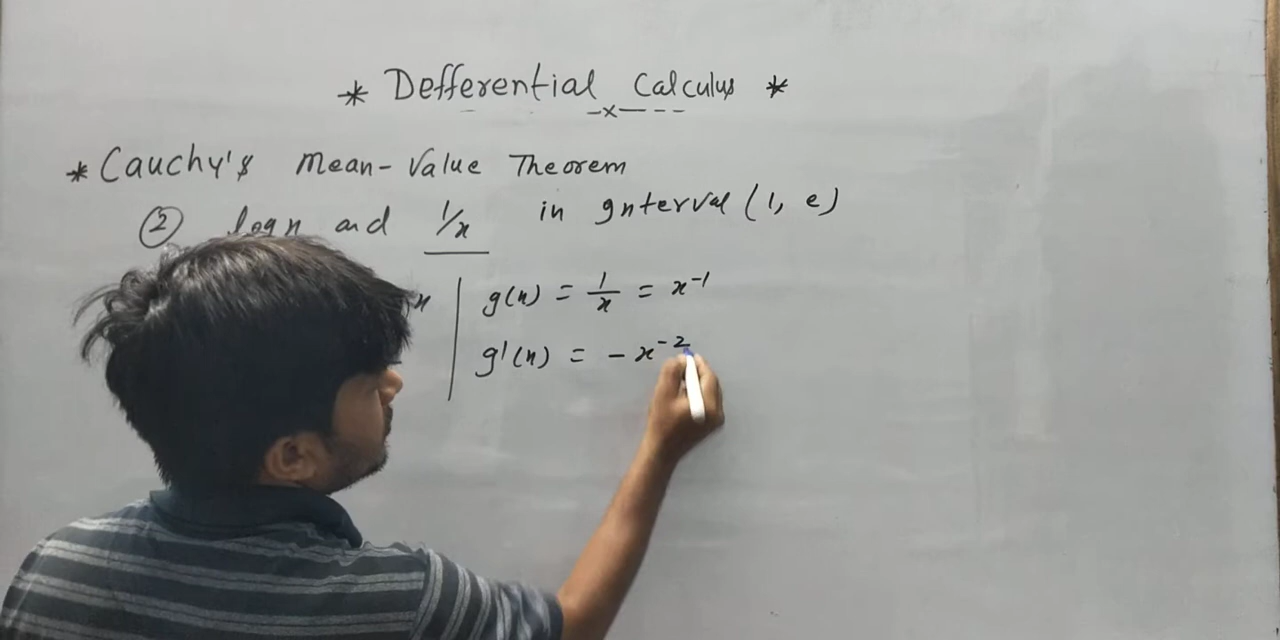 * Defferential Calculus *
* Cauchy's Mean-Value Theorem
② log x and 1/x in Interval (1, e)
x | g(x) = 1/x = x⁻¹
g'(x) = -x⁻²